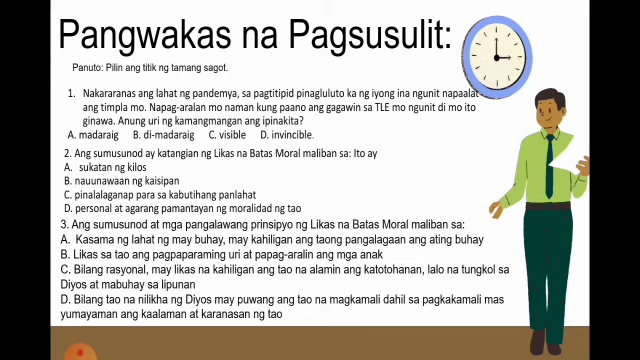 Pangwakas na Pagsusulit:
Panuto: Pilin ang titik ng tamang sagot.
1. Nakararanas ang lahat ng pandemya, sa pagtitipid pinagluluto ka ng iyong ina ngunit napaalat
ang timpla mo. Napag-aralan mo naman kung paano ang gagawin sa TLE mo ngunit di mo ito
ginawa. Anung uri ng kamangmangan ang ipinakita?
A. madaraig B. di-madaraig C. visible D. invincible.
2. Ang sumusunod ay katangian ng Likas na Batas Moral maliban sa: Ito ay
A. sukatan ng kilos
B. nauunawaan ng kaisipan
C. pinalalaganap para sa kabutihang panlahat
D. personal at agarang pamantayan ng moralidad ng tao
3. Ang sumusunod at mga pangalawang prinsipyo ng Likas na Batas Moral maliban sa:
A. Kasama ng lahat ng may buhay, may kahiligan ang taong pangalagaan ang ating buhay
B. Likas sa tao ang pagpaparaming uri at papag-aralin ang mga anak
C. Bilang rasyonal, may likas na kahiligan ang tao na alamin ang katotohanan, lalo na tungkol sa
Diyos at mabuhay sa lipunan
D. Bilang tao na nilikha ng Diyos may puwang ang tao na magkamali dahil sa pagkakamali mas
yumayaman ang kaalaman at karanasan ng tao